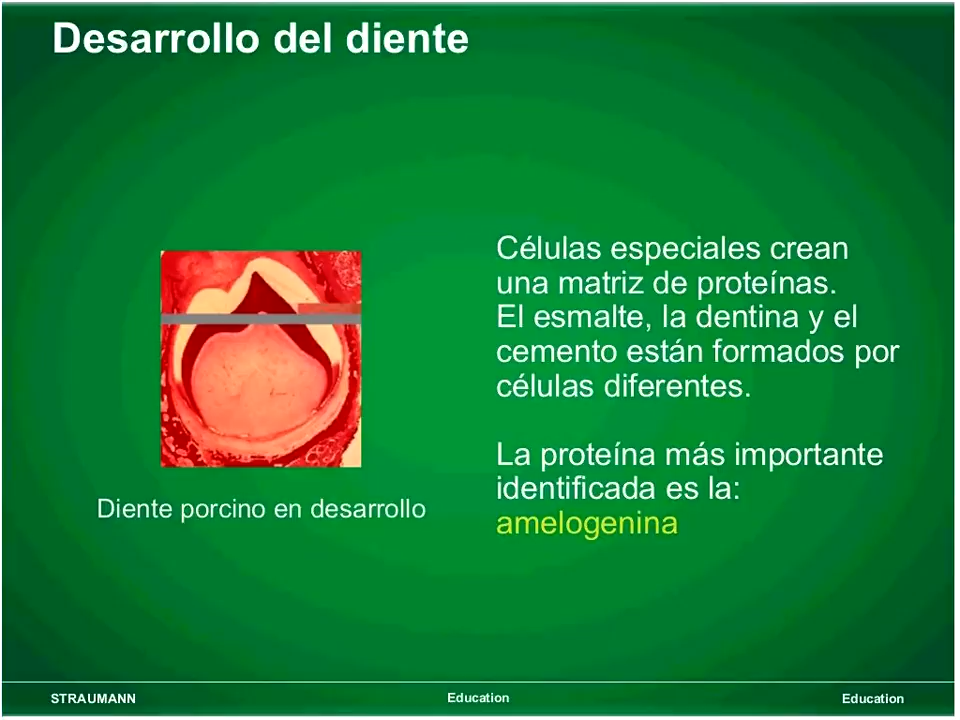 Desarrollo del diente
Células especiales crean
una matriz de proteínas.
El esmalte, la dentina y el
cemento están formados por
células diferentes.
La proteína más importante
identificada es la:
amelogenina
Diente porcino en desarrollo
STRAUMANN
Education
Education